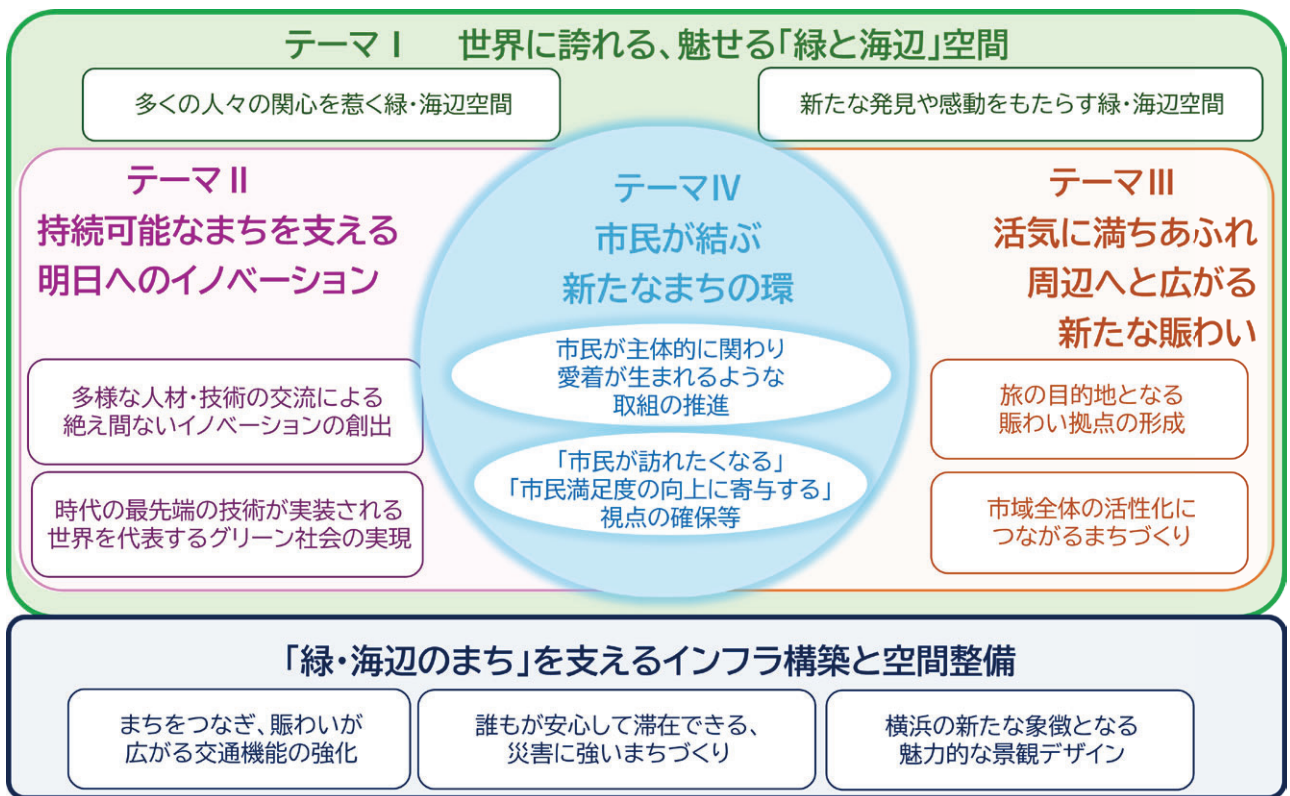 テーマⅠ 世界に誇れる、魅せる「緑と海辺」空間
多くの人々の関心を惹く緑・海辺空間
新たな発見や感動をもたらす緑・海辺空間
テーマⅡ
持続可能なまちを支える
明日へのイノベーション
多様な人材・技術の交流による
絶え間ないイノベーションの創出
時代の最先端の技術が実装される
世界を代表するグリーン社会の実現
テーマⅣ
市民が結ぶ
新たなまちの環
市民が主体的に関わり
愛着が生まれるような
取組の推進
「市民が訪れたくなる」
「市民満足度の向上に寄与する」
視点の確保等
テーマⅢ
活気に満ちあふれ
周辺へと広がる
新たな賑わい
旅の目的地となる
賑わい拠点の形成
市域全体の活性化に
つながるまちづくり
「緑・海辺のまち」を支えるインフラ構築と空間整備
まちをつなぎ、賑わいが
広がる交通機能の強化
誰もが安心して滞在できる、
災害に強いまちづくり
横浜の新たな象徴となる
魅力的な景観デザイン